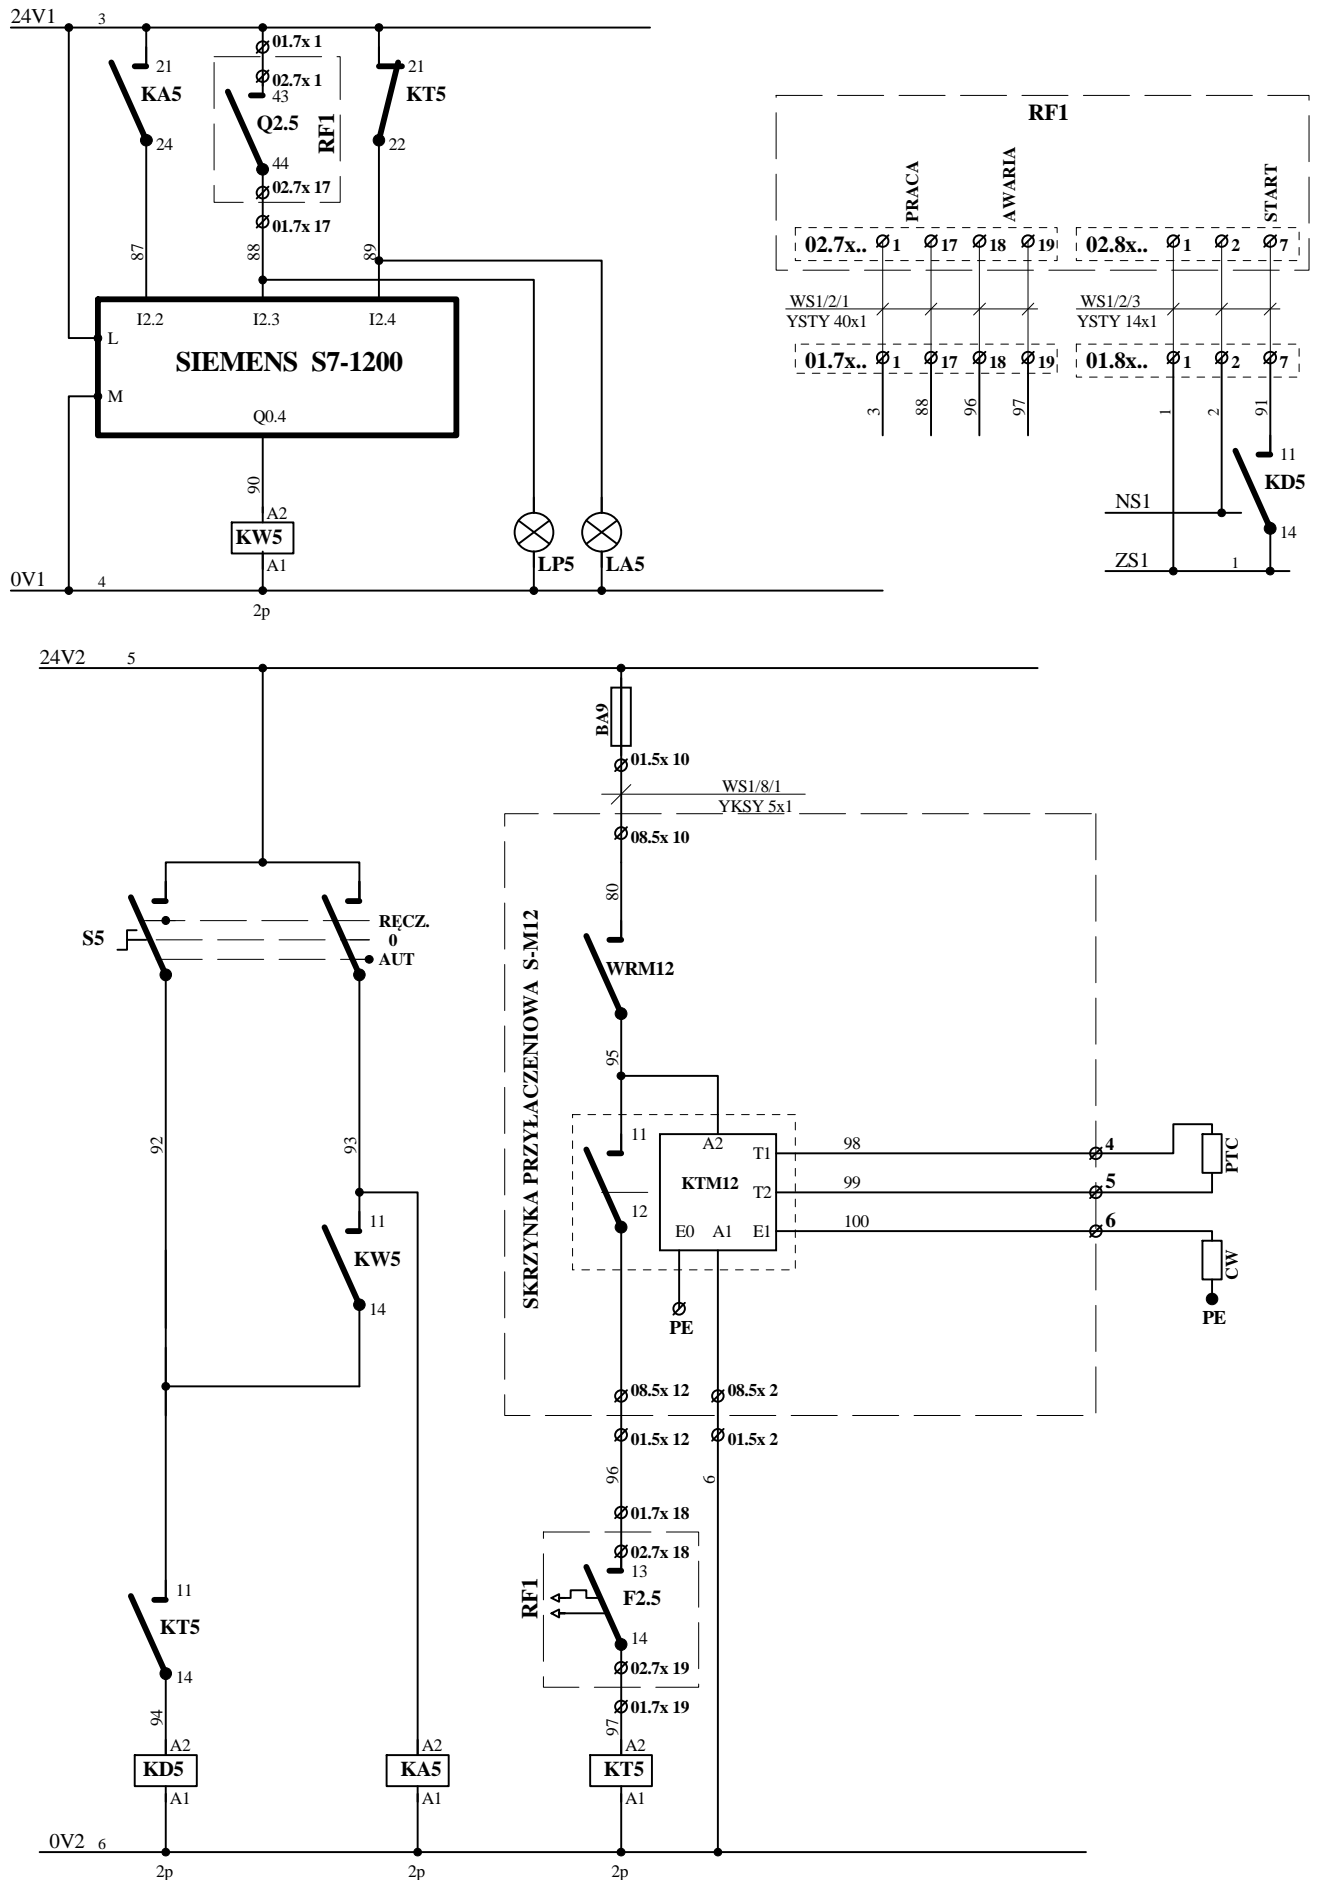 24V1 3
01.7x 1
21
KA5
24
02.7x 1
43
Q2.5
44
RF1
02.7x 17
01.7x 17
21
KT5
22
87
88
89
I2.2 I2.3 I2.4
L
SIEMENS S7-1200
M
Q0.4
90
A2
KW5
A1
LP5
LA5
0V1 4
2p
RF1
PRACA
AWARIA
START
02.7x.. 1 17 18 19
02.8x.. 1 2 7
WS1/2/1
YSTY 40x1
WS1/2/3
YSTY 14x1
01.7x.. 1 17 18 19
01.8x.. 1 2 7
3
88
96
97
1
2
91
11
KD5
14
NS1
ZS1 1
24V2 5
BA9
01.5x 10
WS1/8/1
YKSY 5x1
08.5x 10
80
SKRZYNKA PRZYŁACZENIOWA S-M12
S5
RĘCZ.
0
AUT
WRM12
95
92
93
11
KW5
14
11
12
A2
T1
KTM12
T2
E0 A1 E1
PE
98
99
100
4
5
6
PTC
CW
PE
08.5x 12
08.5x 2
01.5x 12
01.5x 2
96
6
01.7x 18
02.7x 18
13
RF1
F2.5
14
02.7x 19
01.7x 19
97
11
KT5
14
94
A2
KD5
A1
A2
KA5
A1
A2
KT5
A1
0V2 6
2p 2p 2p